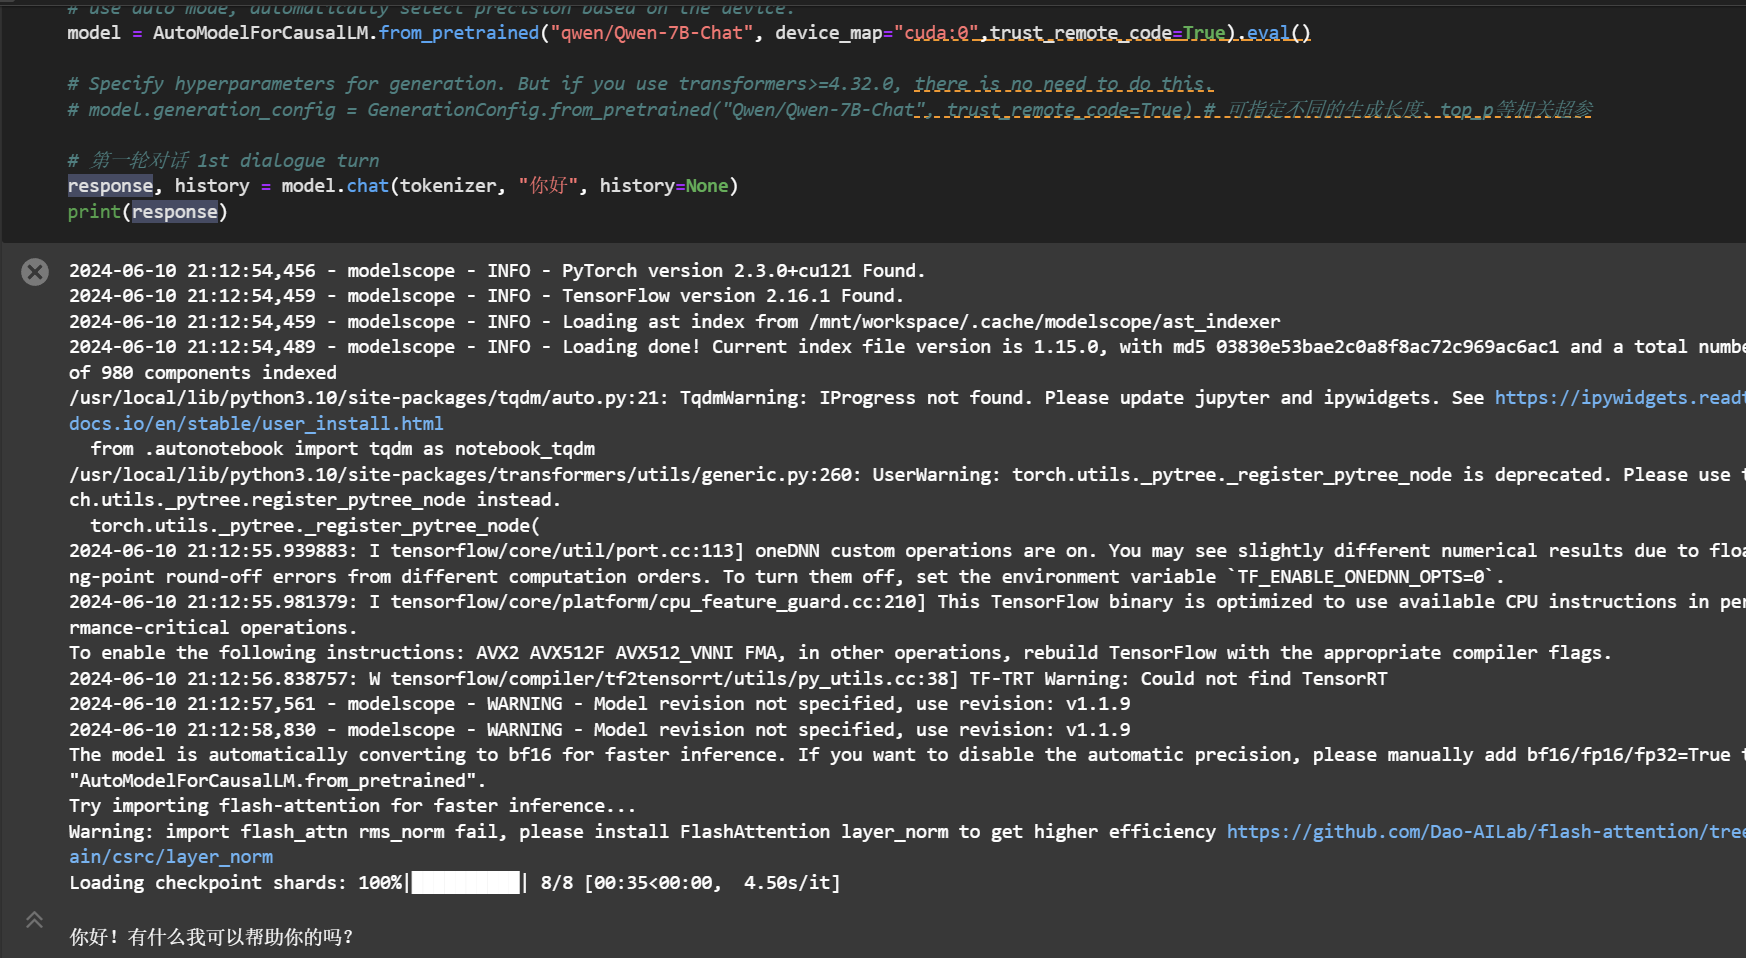 # use auto mode, automatically select precision based on the device.
model = AutoModelForCausalLM.from_pretrained("qwen/Qwen-7B-Chat", device_map="cuda:0",trust_remote_code=True).eval()
# Specify hyperparameters for generation. But if you use transformers>=4.32.0, there is no need to do this.
# model.generation_config = GenerationConfig.from_pretrained("Qwen/Qwen-7B-Chat", trust_remote_code=True) # 可指定不同的生成长度、top_p等相关超参
# 第一轮对话 1st dialogue turn
response, history = model.chat(tokenizer, "你好", history=None)
print(response)
2024-06-10 21:12:54,456 - modelscope - INFO - PyTorch version 2.3.0+cu121 Found.
2024-06-10 21:12:54,459 - modelscope - INFO - TensorFlow version 2.16.1 Found.
2024-06-10 21:12:54,459 - modelscope - INFO - Loading ast index from /mnt/workspace/.cache/modelscope/ast_indexer
2024-06-10 21:12:54,489 - modelscope - INFO - Loading done! Current index file version is 1.15.0, with md5 03830e53bae2c0a8f8ac72c969ac6ac1 and a total numbe
of 980 components indexed
/usr/local/lib/python3.10/site-packages/tqdm/auto.py:21: TqdmWarning: IProgress not found. Please update jupyter and ipywidgets. See https://ipywidgets.readt
docs.io/en/stable/user_install.html
from .autonotebook import tqdm as notebook_tqdm
/usr/local/lib/python3.10/site-packages/transformers/utils/generic.py:260: UserWarning: torch.utils._pytree._register_pytree_node is deprecated. Please use t
ch.utils._pytree.register_pytree_node instead.
torch.utils._pytree._register_pytree_node(
2024-06-10 21:12:55.939883: I tensorflow/core/util/port.cc:113] oneDNN custom operations are on. You may see slightly different numerical results due to floa
ng-point round-off errors from different computation orders. To turn them off, set the environment variable `TF_ENABLE_ONEDNN_OPTS=0`.
2024-06-10 21:12:55.981379: I tensorflow/core/platform/cpu_feature_guard.cc:210] This TensorFlow binary is optimized to use available CPU instructions in per
rmance-critical operations.
To enable the following instructions: AVX2 AVX512F AVX512_VNNI FMA, in other operations, rebuild TensorFlow with the appropriate compiler flags.
2024-06-10 21:12:56.838757: W tensorflow/compiler/tf2tensorrt/utils/py_utils.cc:38] TF-TRT Warning: Could not find TensorRT
2024-06-10 21:12:57,561 - modelscope - WARNING - Model revision not specified, use revision: v1.1.9
2024-06-10 21:12:58,830 - modelscope - WARNING - Model revision not specified, use revision: v1.1.9
The model is automatically converting to bf16 for faster inference. If you want to disable the automatic precision, please manually add bf16/fp16/fp32=True t
"AutoModelForCausalLM.from_pretrained".
Try importing flash-attention for faster inference...
Warning: import flash_attn rms_norm fail, please install FlashAttention layer_norm to get higher efficiency https://github.com/Dao-AILab/flash-attention/tree
ain/csrc/layer_norm
Loading checkpoint shards: 100%|██████████| 8/8 [00:35<00:00,  4.50s/it]
你好！有什么我可以帮助你的吗？